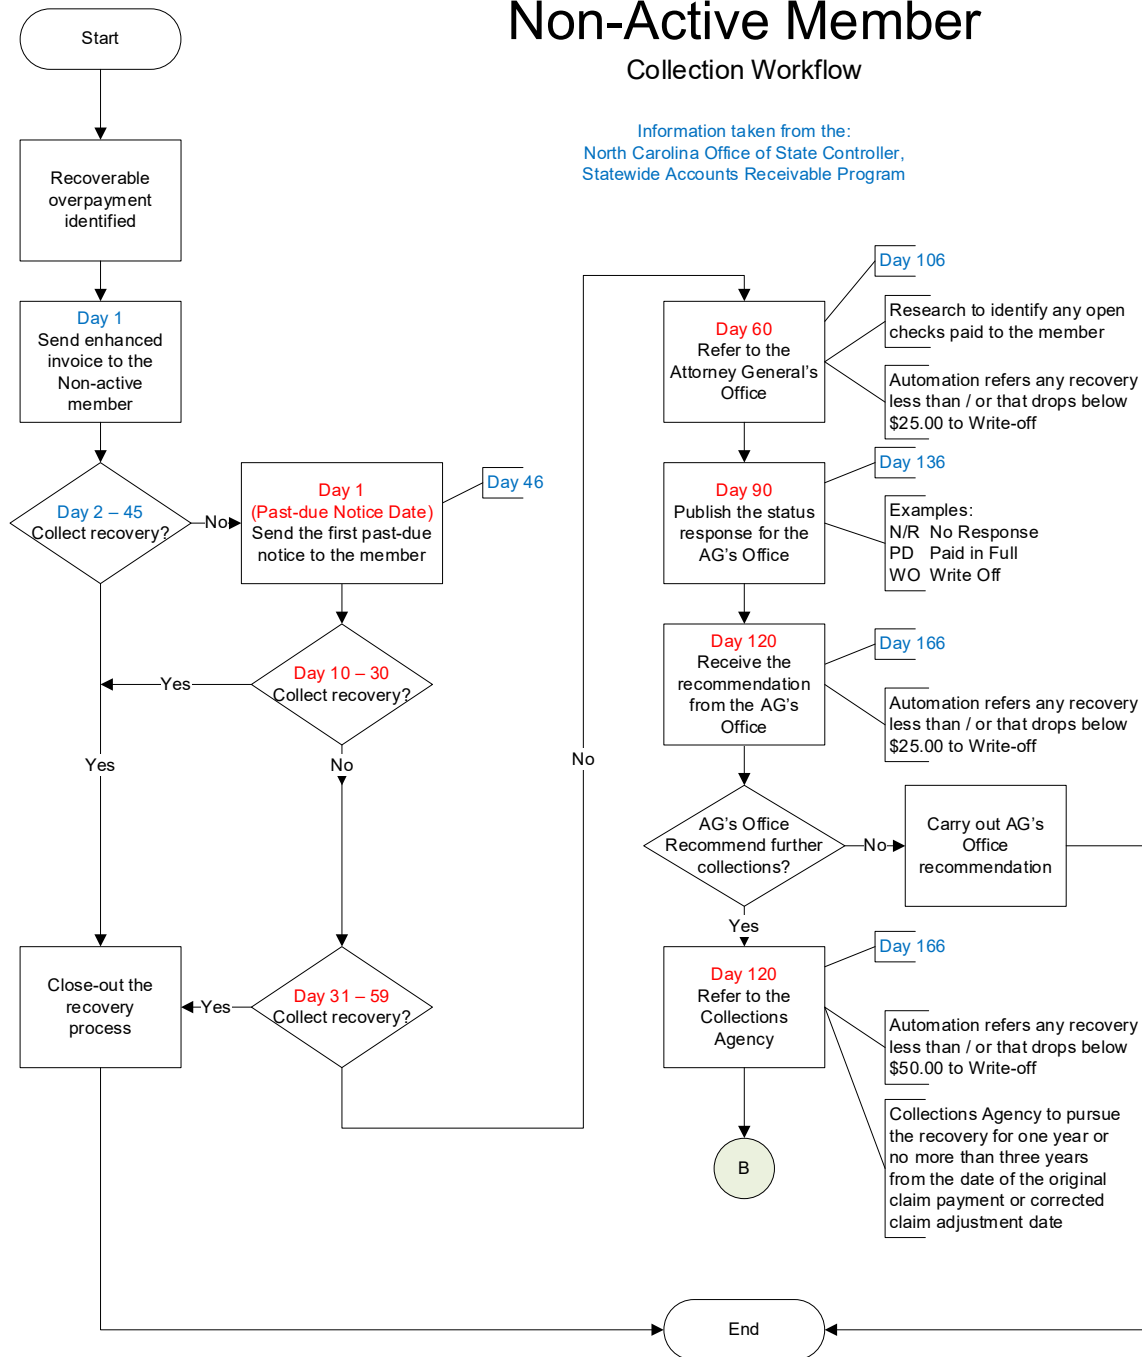 Non-Active Member
Collection Workflow
Information taken from the:
North Carolina Office of State Controller,
Statewide Accounts Receivable Program
Start
Recoverable
overpayment
identified
Day 1
Send enhanced
invoice to the
Non-active
member
Day 2 – 45
Collect recovery?
No
Day 1
(Past-due Notice Date)
Send the first past-due
notice to the member
Day 46
Day 10 – 30
Collect recovery?
Yes
Yes
No
Day 31 – 59
Collect recovery?
Yes
Close-out the
recovery
process
No
Day 60
Refer to the
Attorney General’s
Office
Day 106
Research to identify any open
checks paid to the member
Automation refers any recovery
less than / or that drops below
$25.00 to Write-off
Day 90
Publish the status
response for the
AG’s Office
Day 136
Examples:
N/R No Response
PD Paid in Full
WO Write Off
Day 120
Receive the
recommendation
from the AG’s
Office
Day 166
Automation refers any recovery
less than / or that drops below
$25.00 to Write-off
AG’s Office
Recommend further
collections?
No
Carry out AG’s
Office
recommendation
Yes
Day 120
Refer to the
Collections
Agency
Day 166
Automation refers any recovery
less than / or that drops below
$50.00 to Write-off
Collections Agency to pursue
the recovery for one year or
no more than three years
from the date of the original
claim payment or corrected
claim adjustment date
B
End